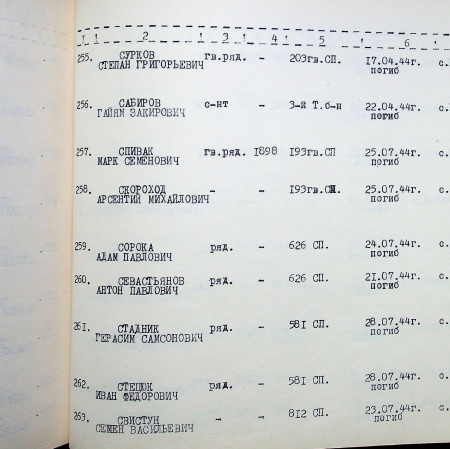 1 ! 2 ! 3 ! 4 ! 5 ! 6 !
255. СУРКОВ гв.ряд. - 203гв.СП. 17.04.44г. с.
СТЕПАН ГРИГОРЬЕВИЧ погиб
256. САБИРОВ с-нт - 3-й Т.б-н 22.04.44г. с.
ГАЙЯМ ЗАКИРОВИЧ погиб
257. СПИВАК гв.ряд. 1898 193гв.СП 25.07.44г. с.
МАРК СЕМЕНОВИЧ погиб
258. СКОРОХОД - - 193гв.СП. 25.07.44г. с.
АРСЕНТИЙ МИХАЙЛОВИЧ погиб
259. СОРОКА ряд. - 626 СП. 24.07.44г. с.
АДАМ ПАВЛОВИЧ погиб
260. СЕВАСТЬЯНОВ ряд. - 626 СП. 21.07.44г. с.
АНТОН ПАВЛОВИЧ погиб
261. СТАДНИК ряд. - 581 СП. 28.07.44г. с.
ГЕРАСИМ САМСОНОВИЧ погиб
262. СТЕЦЮК ряд. - 581 СП. 28.07.44г. с.
ИВАН ФЕДОРОВИЧ погиб
263. СВИСТУН - - 812 СП. 23.07.44г. с.
СЕМЕН ВАСИЛЬЕВИЧ погиб